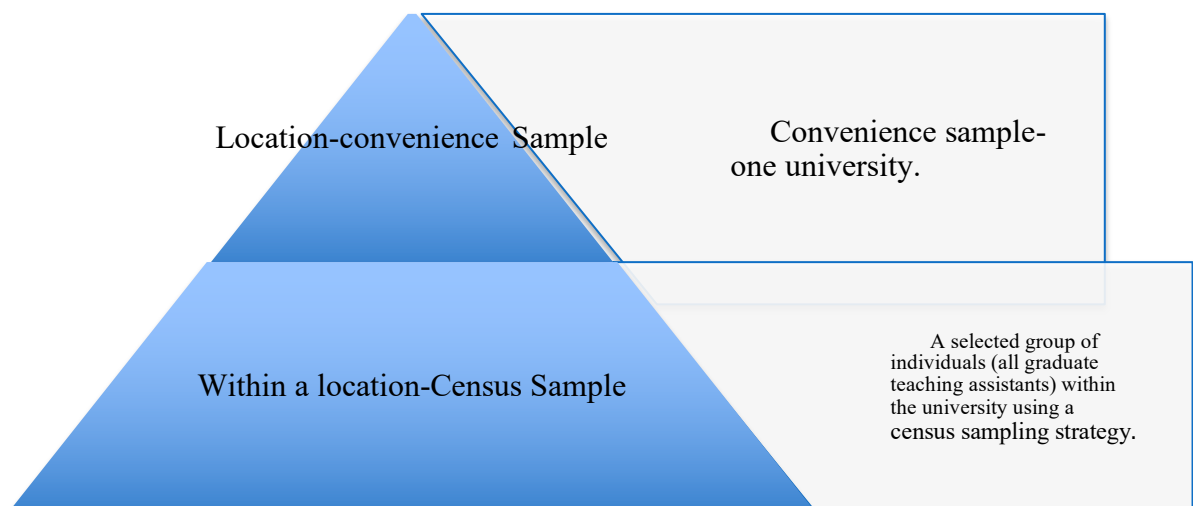 Location-convenience Sample
Convenience sample-
one university.
Within a location-Census Sample
A selected group of
individuals (all graduate
teaching assistants) within
the university using a
census sampling strategy.